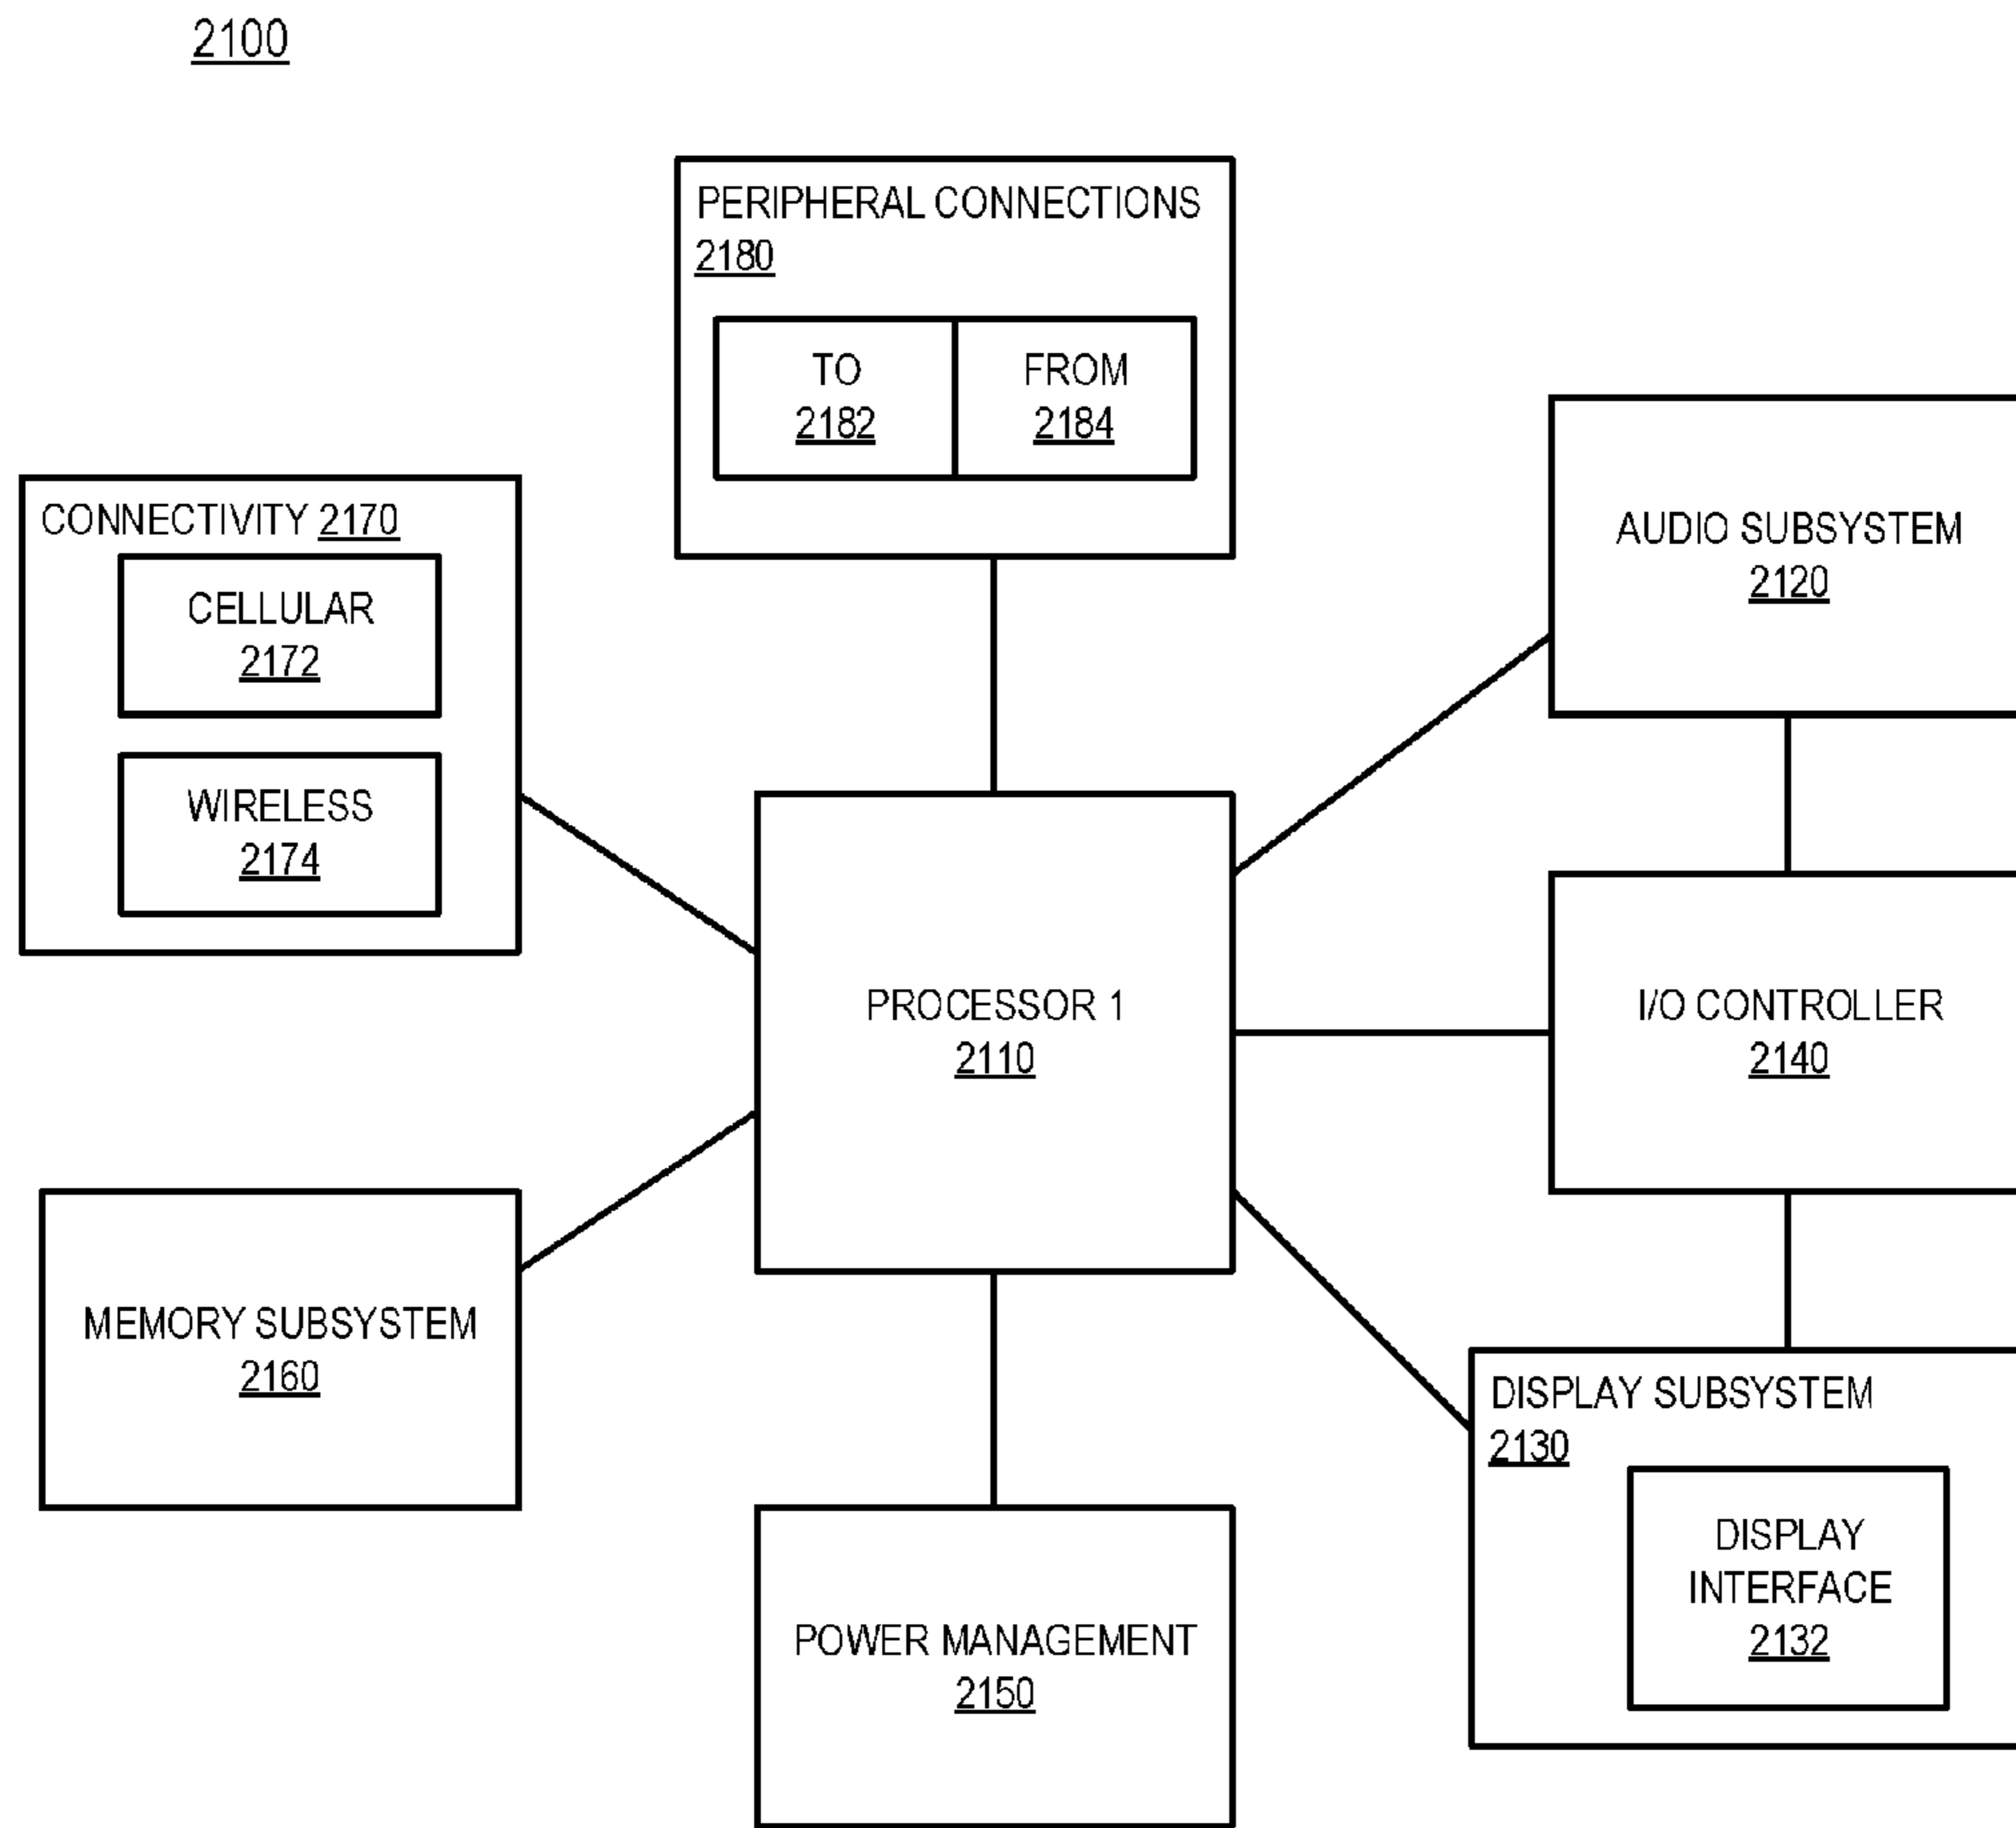 2100
PERIPHERAL CONNECTIONS
2180
TO
2182
FROM
2184
AUDIO SUBSYSTEM
2120
CONNECTIVITY 2170
CELLULAR
2172
WIRELESS
2174
PROCESSOR 1
2110
I/O CONTROLLER
2140
MEMORY SUBSYSTEM
2160
DISPLAY SUBSYSTEM
2130
DISPLAY
INTERFACE
2132
POWER MANAGEMENT
2150